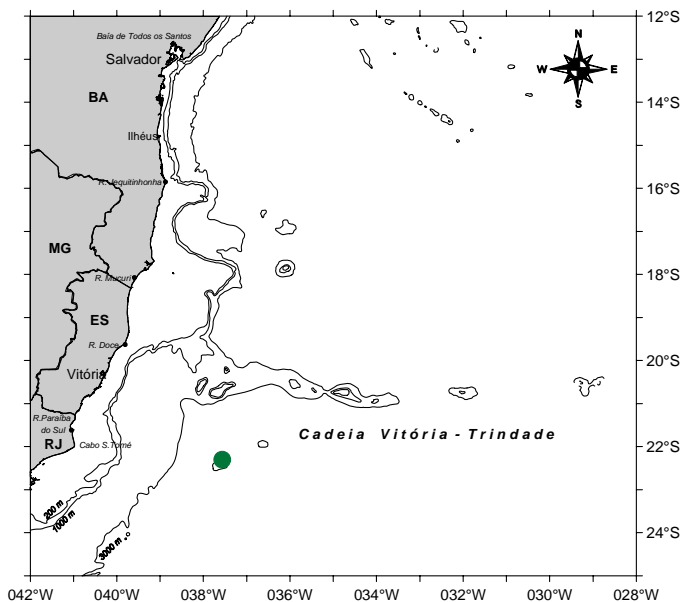 12°S
Baía de Todos os Santos
Salvador
N
W E
S
BA
14°S
Ilhéus
R. Jequitinhonha
16°S
MG
R. Mucuri
18°S
ES
R. Doce
20°S
Vitória
R.Paraíba
do Sul
RJ
Cabo S.Tomé
Cadeia Vitória - Trindade
22°S
200 m
1000 m
3000 m
24°S
042°W 040°W 038°W 036°W 034°W 032°W 030°W 028°W